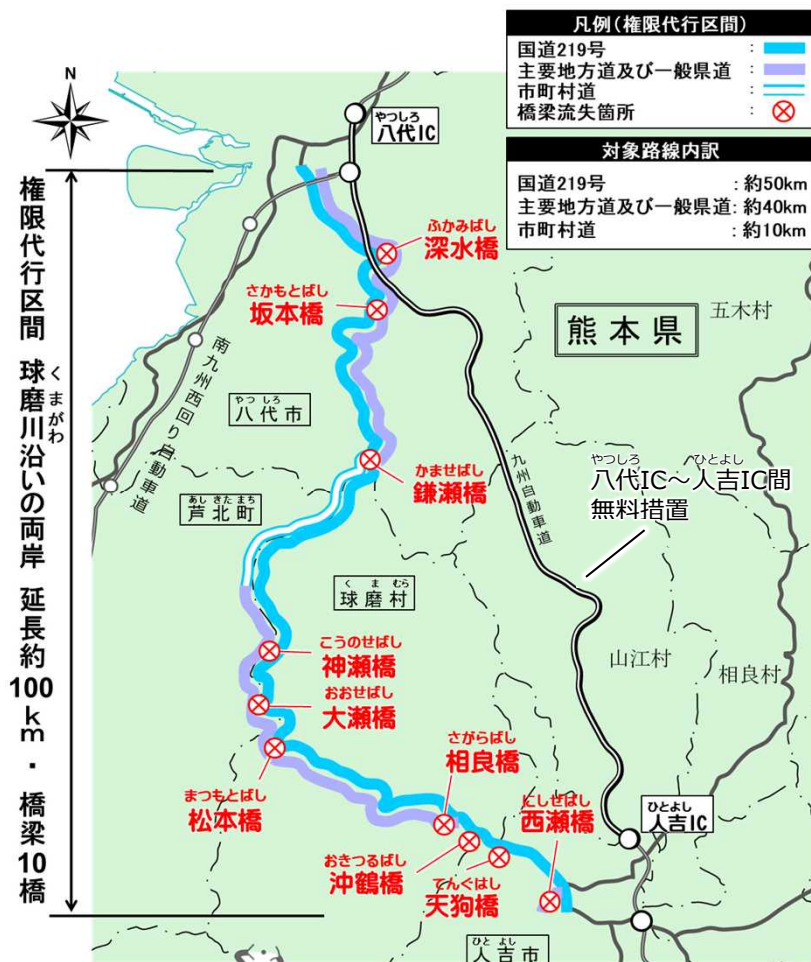 凡例(権限代行区間)
国道219号 :
主要地方道及び一般県道 :
市町村道 :
橋梁流失箇所 :
対象路線内訳
国道219号 : 約50km
主要地方道及び一般県道: 約40km
市町村道 : 約10km
N
やつしろ
八代IC
権限代行区間 球磨川沿いの両岸 延長約100km・橋梁10橋
くまがわ
ふかみばし
深水橋
さかもとばし
坂本橋
熊本県
五木村
南九州西回り自動車道
やつしろ
八代市
かませばし
鎌瀬橋
九州自動車道
やつしろ ひとよし
八代IC～人吉IC間
無料措置
あしきたまち
芦北町
くまむら
球磨村
こうのせばし
神瀬橋
山江村
相良村
おおせばし
大瀬橋
さがらばし
相良橋
まつもとばし
松本橋
にしせばし
西瀬橋
ひとよし
人吉IC
おきつるばし
沖鶴橋
てんぐはし
天狗橋
ひとよし
人吉市